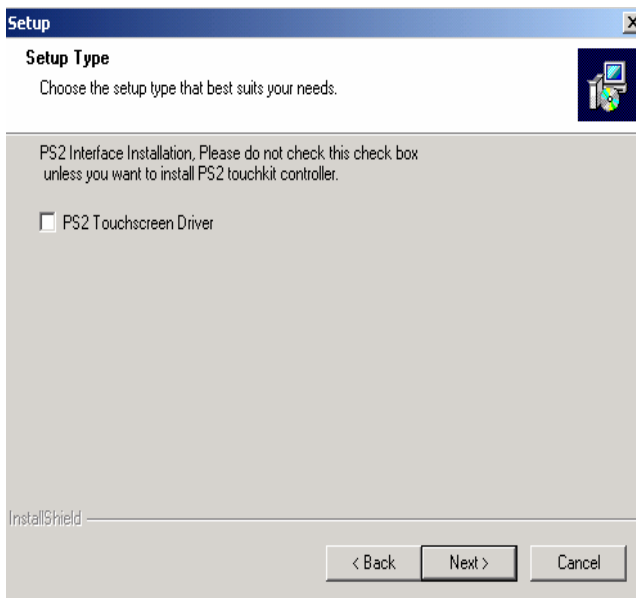 Setup
Setup Type
Choose the setup type that best suits your needs.
PS2 Interface Installation, Please do not check this check box
unless you want to install PS2 touchkit controller.
PS2 Touchscreen Driver
InstallShield
< Back
Next >
Cancel